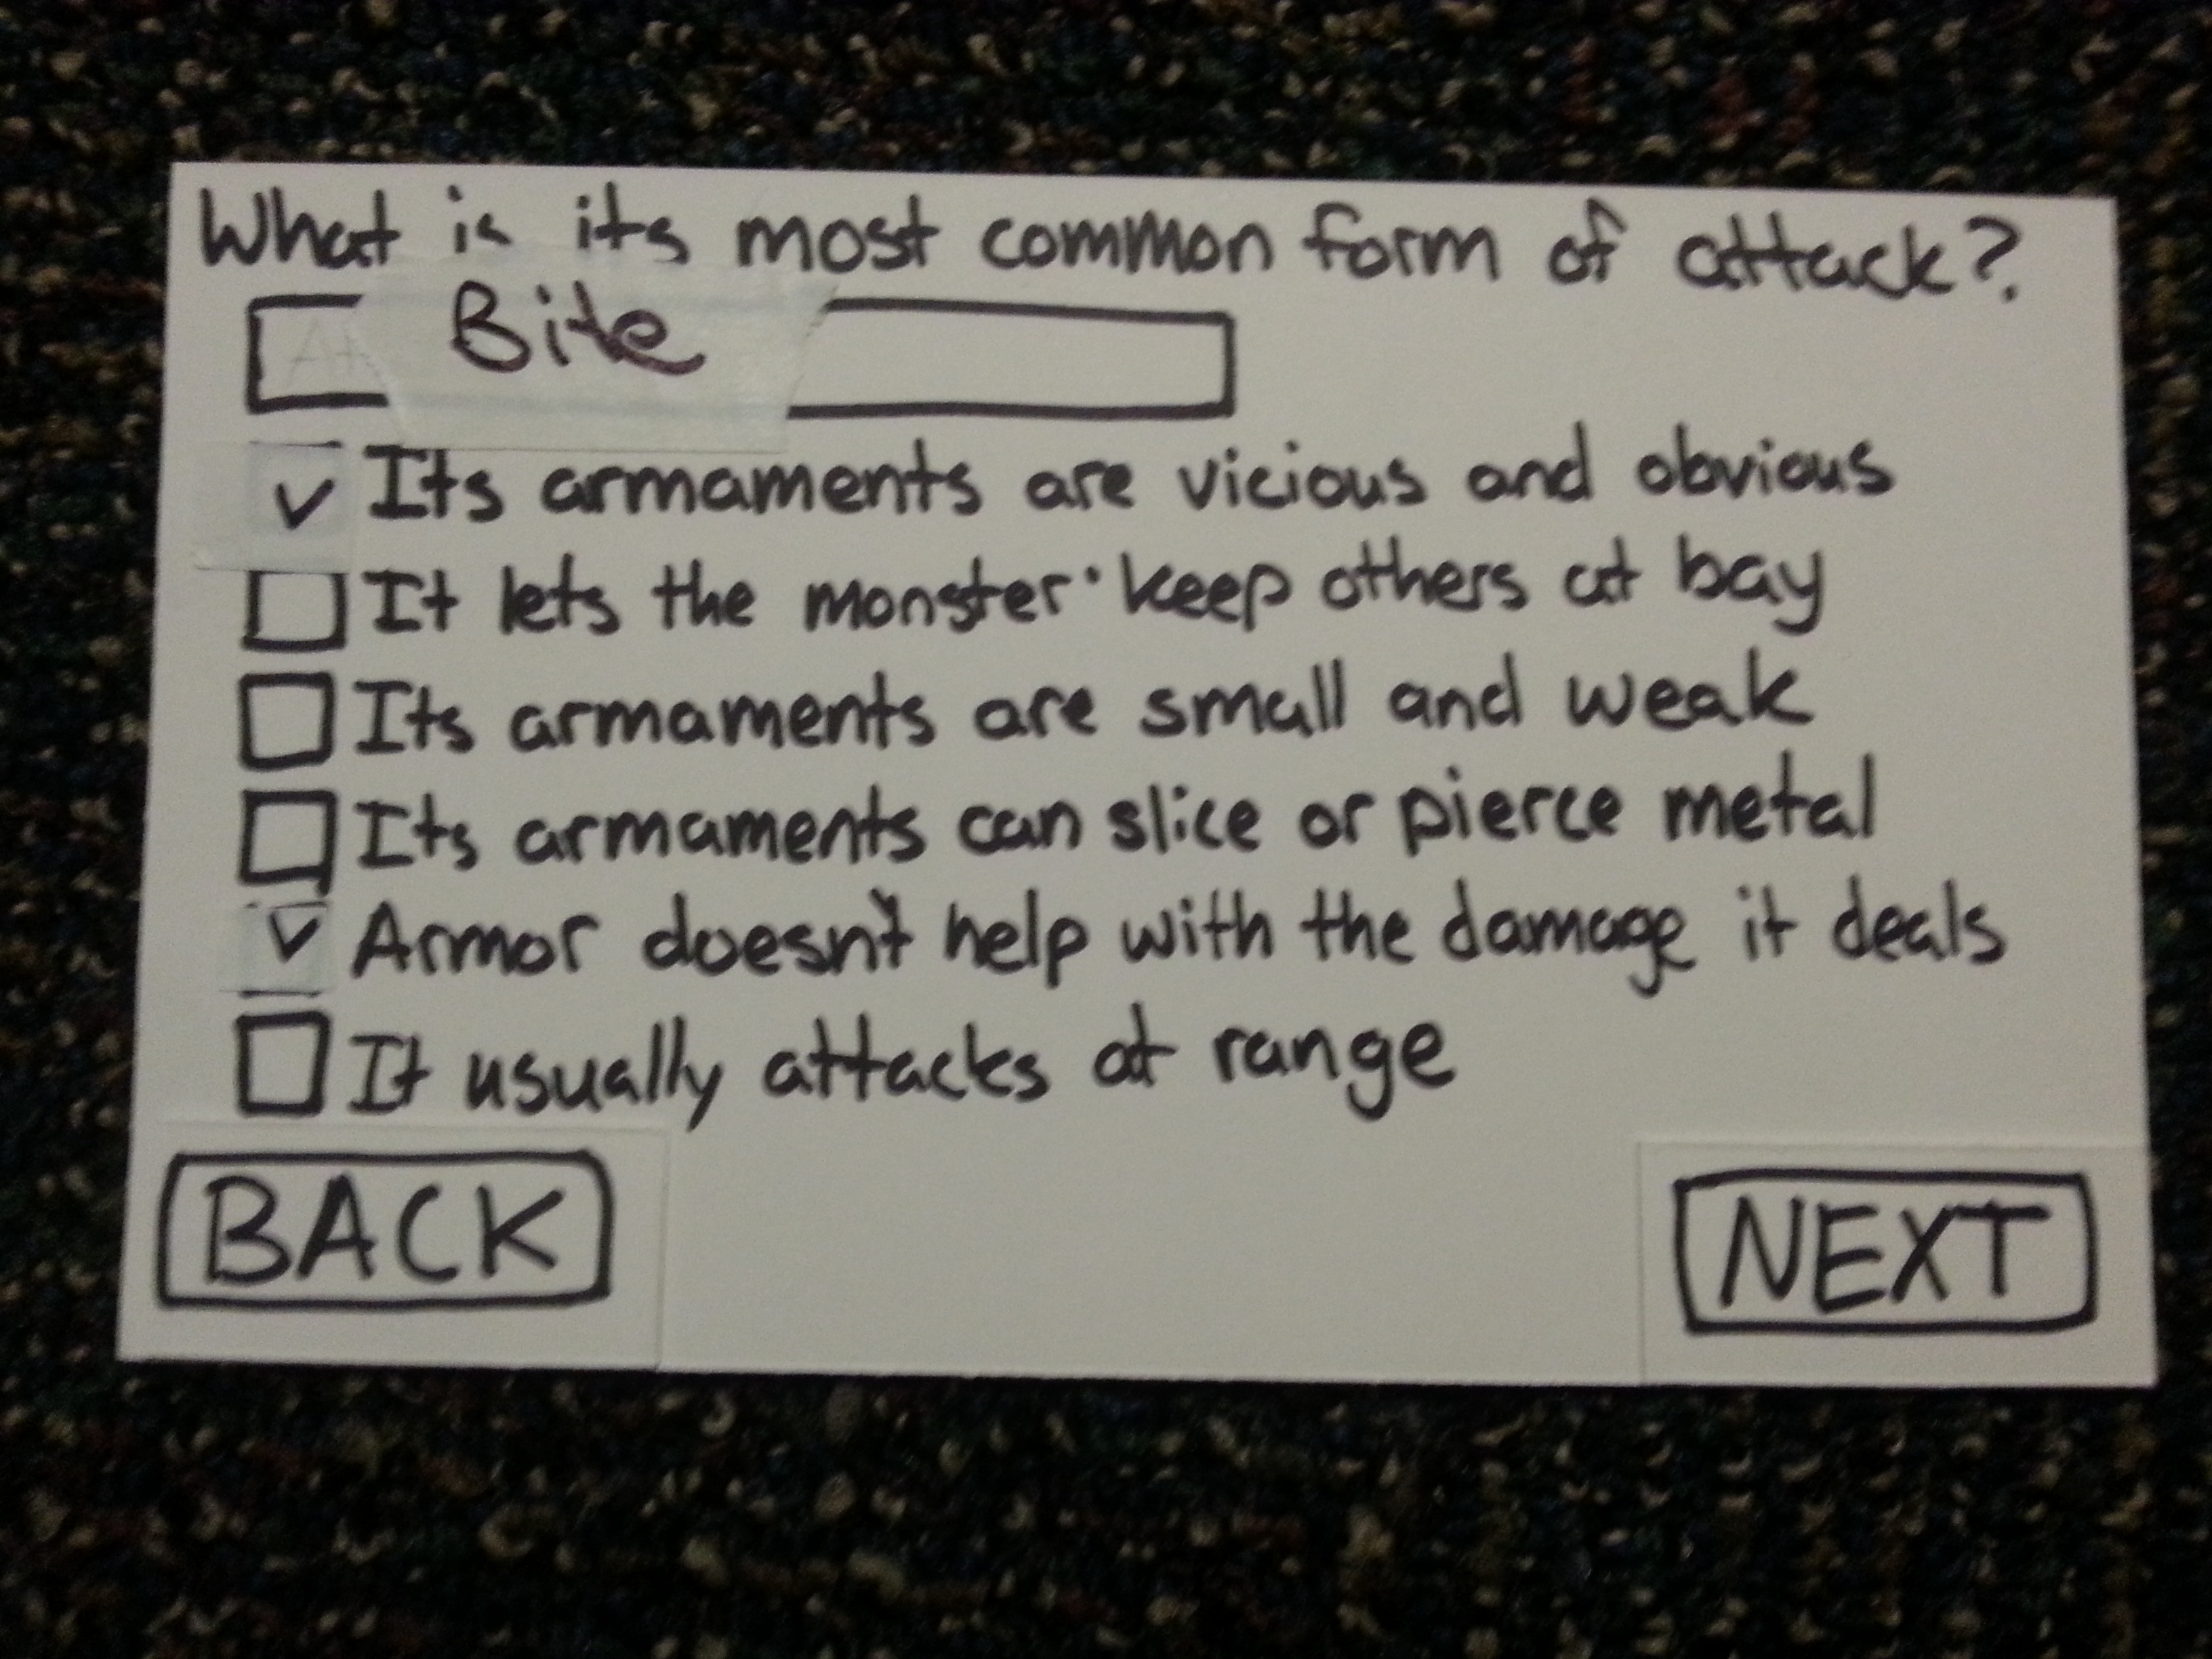 What is its most common form of attack?
Bite
Its armaments are vicious and obvious
It lets the monster keep others at bay
Its armaments are small and weak
Its armaments can slice or pierce metal
Armor doesn't help with the damage it deals
It usually attacks at range
BACK
NEXT